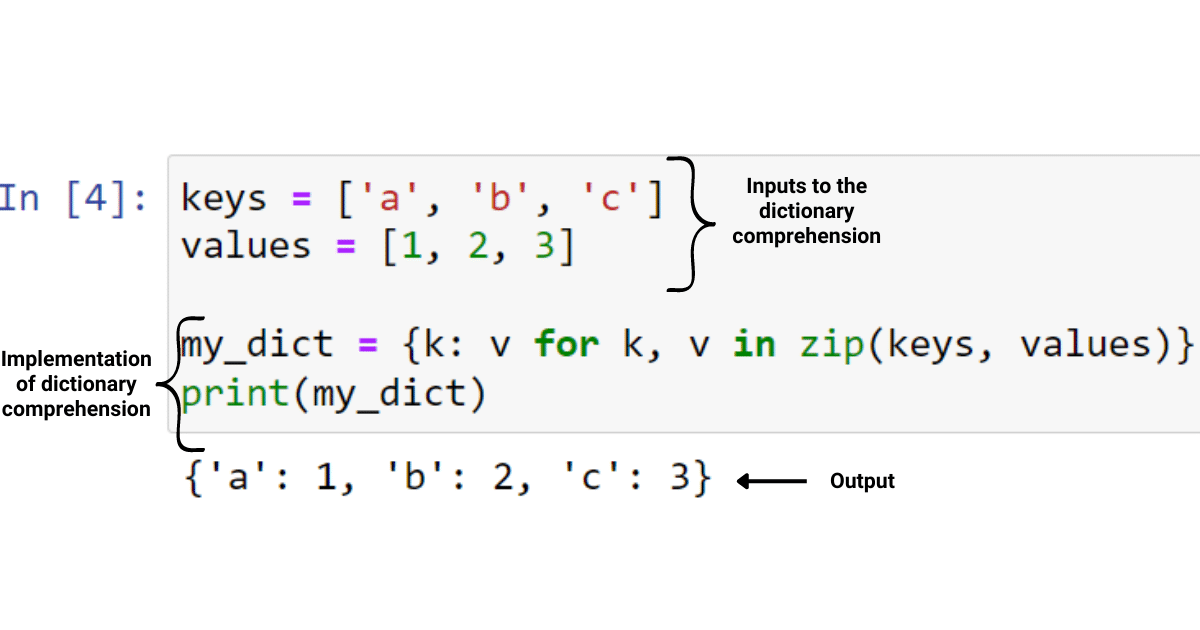 In [4]:
keys = ['a', 'b', 'c']
values = [1, 2, 3]
Inputs to the
dictionary
comprehension
my_dict = {k: v for k, v in zip(keys, values)}
print(my_dict)
Implementation
of dictionary
comprehension
{'a': 1, 'b': 2, 'c': 3}
Output